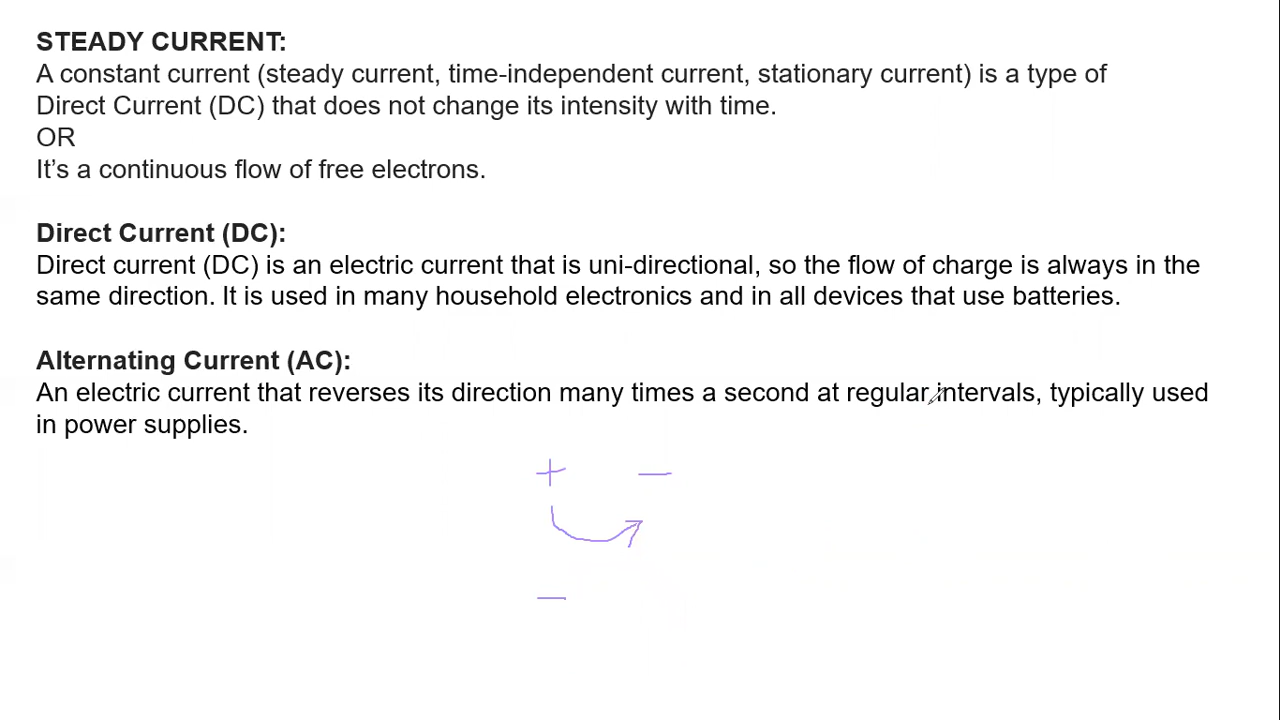 STEADY CURRENT:
A constant current (steady current, time-independent current, stationary current) is a type of
Direct Current (DC) that does not change its intensity with time.
OR
It’s a continuous flow of free electrons.
Direct Current (DC):
Direct current (DC) is an electric current that is uni-directional, so the flow of charge is always in the
same direction. It is used in many household electronics and in all devices that use batteries.
Alternating Current (AC):
An electric current that reverses its direction many times a second at regular intervals, typically used
in power supplies.
+ −
−